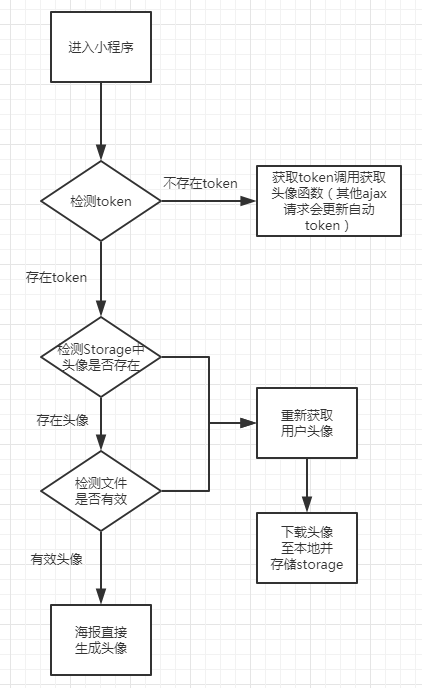 进入小程序
检测token
不存在token
获取token调用获取
头像函数（其他ajax
请求会更新自动
token）
存在token
检测Storage中
头像是否存在
存在头像
重新获取
用户头像
检测文件
是否有效
下载头像
至本地并
存储storage
有效头像
海报直接
生成头像